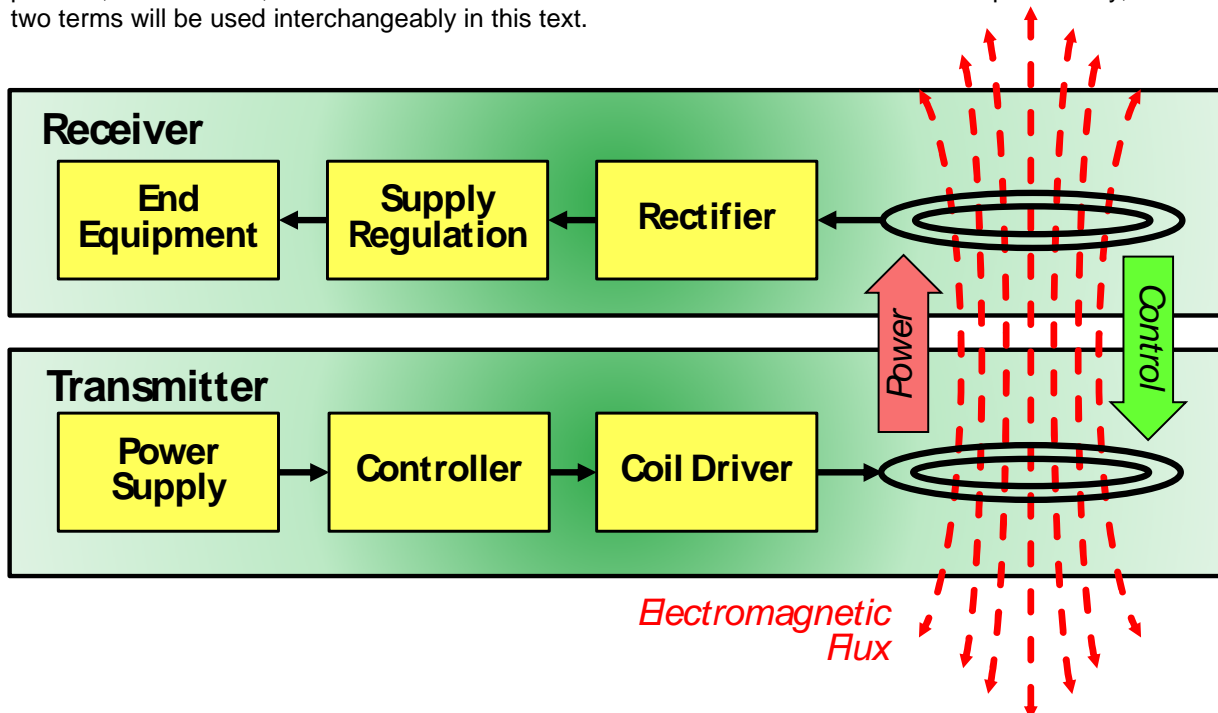 two terms will be used interchangeably in this text.
Receiver
End
Equipment
Supply
Regulation
Rectifier
Power
Control
Transmitter
Power
Supply
Controller
Coil Driver
Electromagnetic
Flux